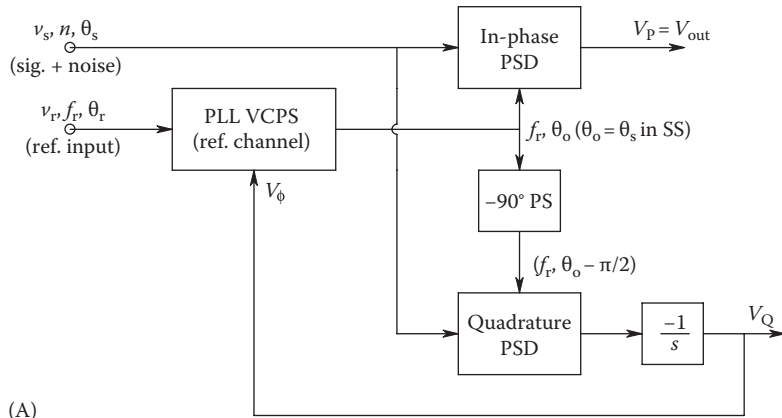 v_s, n, θ_s
(sig. + noise)
In-phase
PSD
V_P = V_out
v_r, f_r, θ_r
(ref. input)
PLL VCPS
(ref. channel)
f_r, θ_o (θ_o = θ_s in SS)
V_ϕ
–90° PS
(f_r, θ_o – π/2)
Quadrature
PSD
–1
s
V_Q
(A)